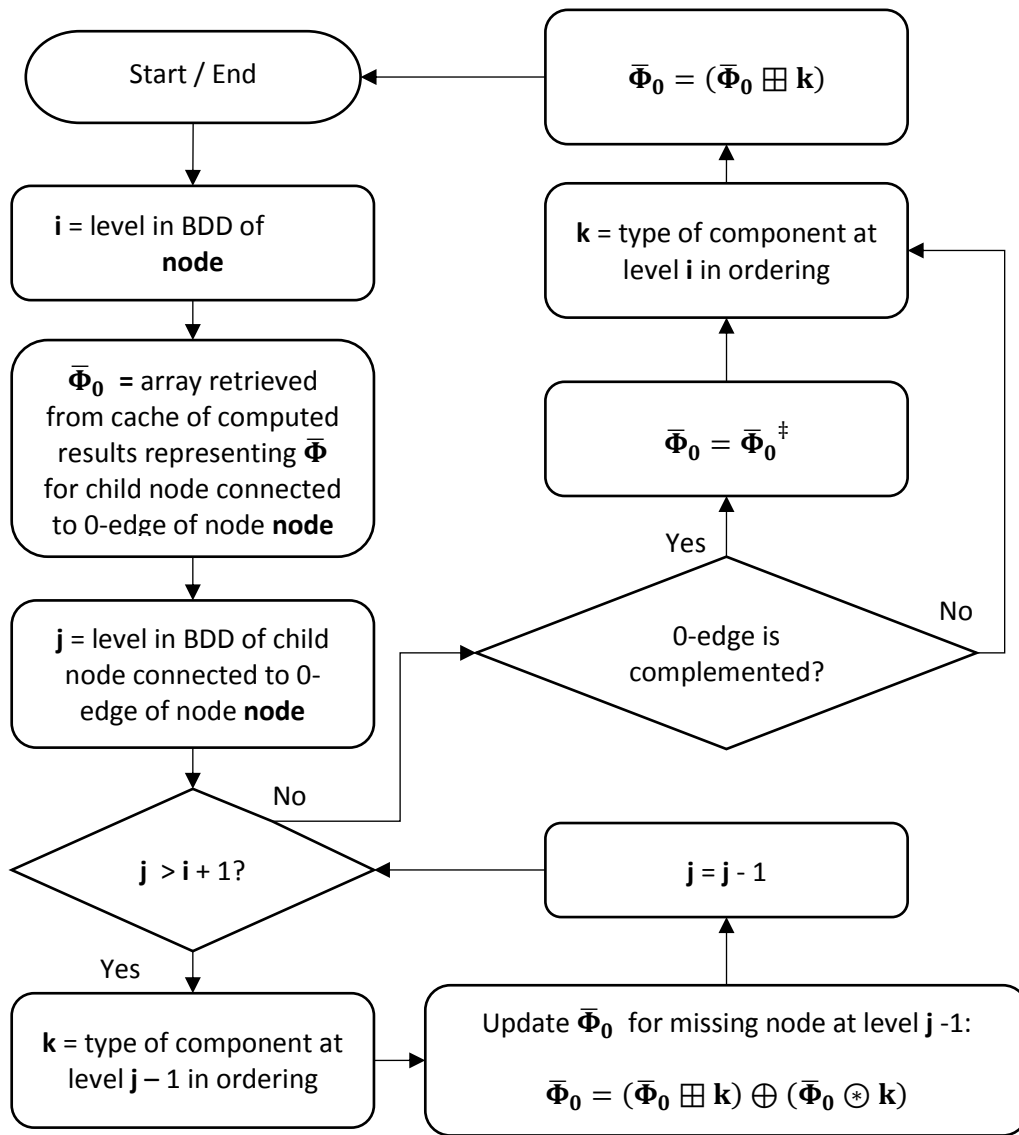 Start / End
i = level in BDD of
node
Φ̅₀ = array retrieved
from cache of computed
results representing Φ̅
for child node connected
to 0-edge of node node
j = level in BDD of child
node connected to 0-
edge of node node
j > i + 1?
No
Yes
k = type of component at
level j – 1 in ordering
Update Φ̅₀ for missing node at level j -1:
Φ̅₀ = (Φ̅₀ ⊞ k) ⊕ (Φ̅₀ ⊛ k)
j = j - 1
0-edge is
complemented?
Yes
No
Φ̅₀ = Φ̅₀‡
k = type of component at
level i in ordering
Φ̅₀ = (Φ̅₀ ⊞ k)